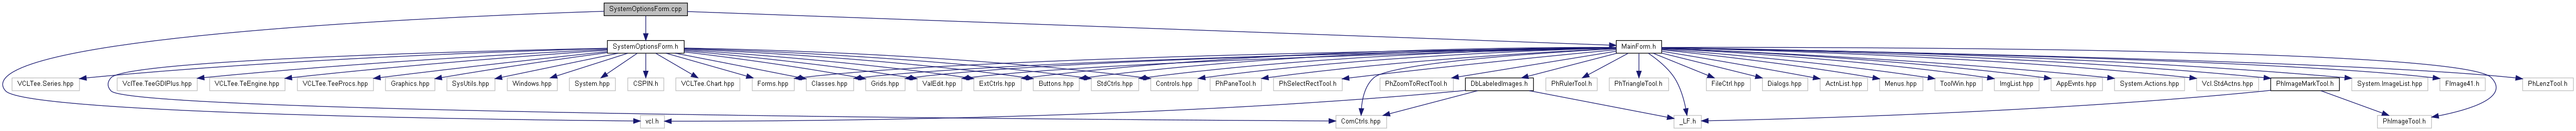 SystemOptionsForm.cpp
SystemOptionsForm.h
MainForm.h
VCLTee.Series.hpp
VclTee.TeeGDIPlus.hpp
VCLTee.TeEngine.hpp
VCLTee.TeeProcs.hpp
Graphics.hpp
SysUtils.hpp
Windows.hpp
System.hpp
CSPIN.h
VCLTee.Chart.hpp
Forms.hpp
Classes.hpp
Grids.hpp
ValEdit.hpp
ExtCtrls.hpp
Buttons.hpp
StdCtrls.hpp
Controls.hpp
PhPaneTool.h
PhSelectRectTool.h
PhZoomToRectTool.h
DbLabeledImages.h
PhRulerTool.h
PhTriangleTool.h
FileCtrl.hpp
Dialogs.hpp
ActnList.hpp
Menus.hpp
ToolWin.hpp
ImgList.hpp
AppEvnts.hpp
System.Actions.hpp
Vcl.StdActns.hpp
PhImageMarkTool.h
System.ImageList.hpp
FImage41.h
PhLenzTool.h
vcl.h
ComCtrls.hpp
_LF.h
PhImageTool.h